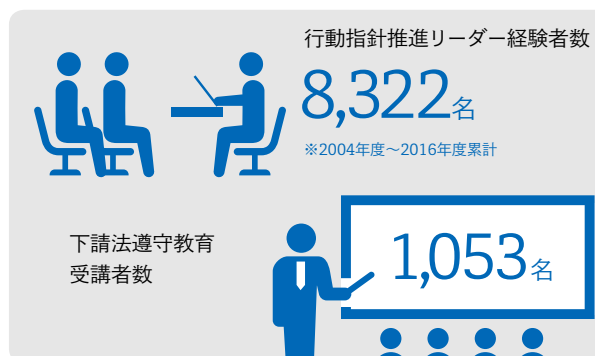 行動指針推進リーダー経験者数
8,322名
※2004年度～2016年度累計
下請法遵守教育
受講者数
1,053名